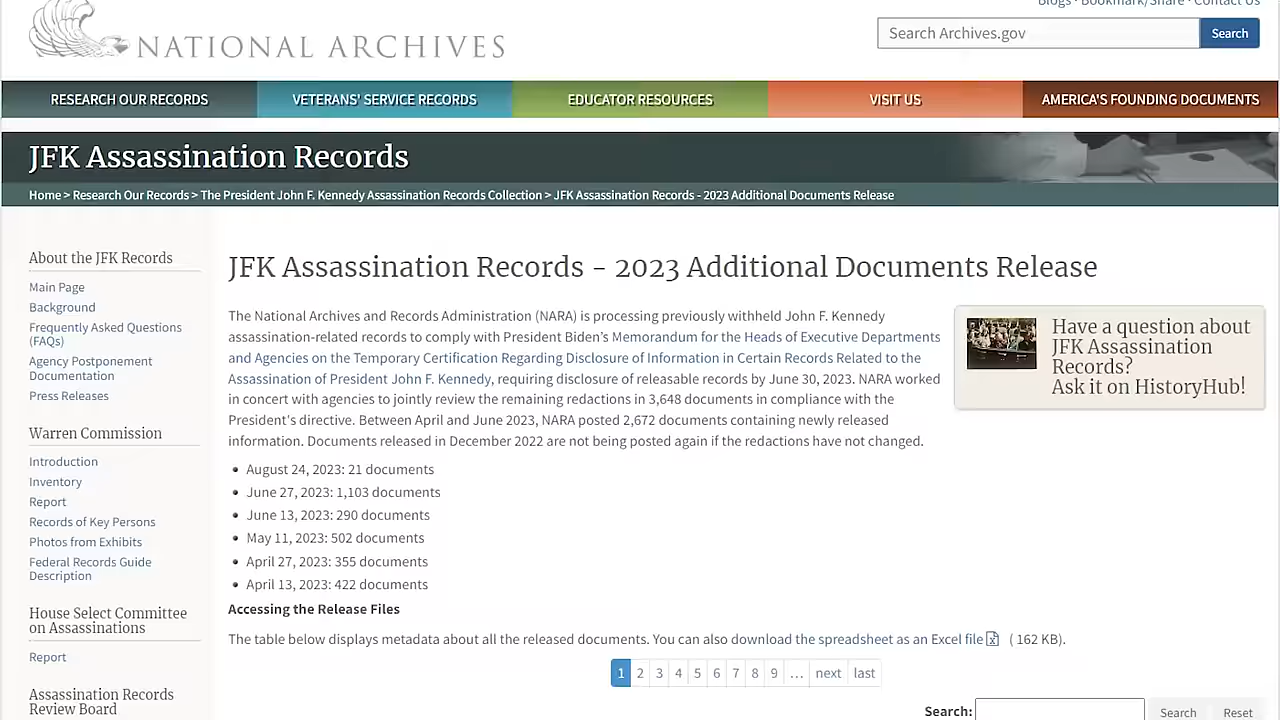 Blogs · Bookmark/Share · Contact Us
NATIONAL ARCHIVES
Search Archives.gov
Search
RESEARCH OUR RECORDS
VETERANS' SERVICE RECORDS
EDUCATOR RESOURCES
VISIT US
AMERICA'S FOUNDING DOCUMENTS
JFK Assassination Records
Home > Research Our Records > The President John F. Kennedy Assassination Records Collection > JFK Assassination Records - 2023 Additional Documents Release
About the JFK Records
Main Page
Background
Frequently Asked Questions
(FAQs)
Agency Postponement
Documentation
Press Releases
Warren Commission
Introduction
Inventory
Report
Records of Key Persons
Photos from Exhibits
Federal Records Guide
Description
House Select Committee
on Assassinations
Report
Assassination Records
Review Board
JFK Assassination Records - 2023 Additional Documents Release
The National Archives and Records Administration (NARA) is processing previously withheld John F. Kennedy
assassination-related records to comply with President Biden's Memorandum for the Heads of Executive Departments
and Agencies on the Temporary Certification Regarding Disclosure of Information in Certain Records Related to the
Assassination of President John F. Kennedy, requiring disclosure of releasable records by June 30, 2023. NARA worked
in concert with agencies to jointly review the remaining redactions in 3,648 documents in compliance with the
President's directive. Between April and June 2023, NARA posted 2,672 documents containing newly released
information. Documents released in December 2022 are not being posted again if the redactions have not changed.
August 24, 2023: 21 documents
June 27, 2023: 1,103 documents
June 13, 2023: 290 documents
May 11, 2023: 502 documents
April 27, 2023: 355 documents
April 13, 2023: 422 documents
Accessing the Release Files
The table below displays metadata about all the released documents. You can also download the spreadsheet as an Excel file ( 162 KB).
1 2 3 4 5 6 7 8 9 … next last
Search:
Search
Reset
Have a question about
JFK Assassination
Records?
Ask it on HistoryHub!